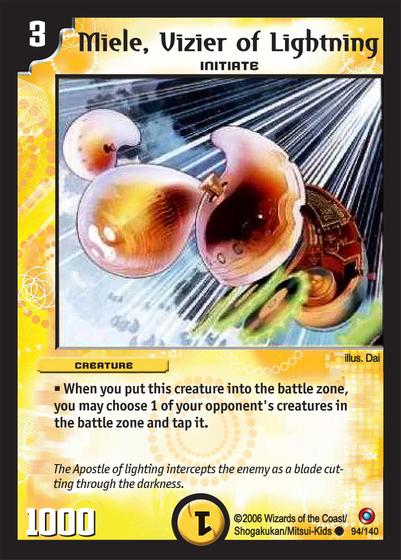 3
Miele, Vizier of Lightning
INITIATE
illus. Dai
CREATURE
▪ When you put this creature into the battle zone,
you may choose 1 of your opponent's creatures in
the battle zone and tap it.
The Apostle of lighting intercepts the enemy as a blade cut-
ting through the darkness.
1000
1
©2006 Wizards of the Coast/
Shogakukan/Mitsui-Kids ● 94/140